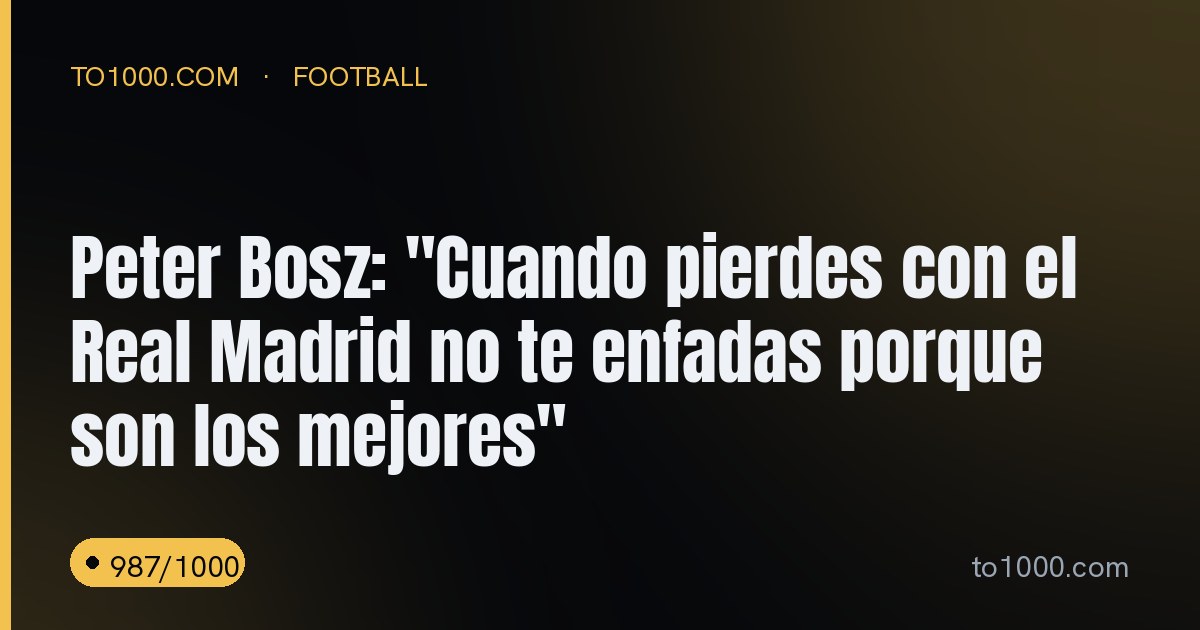 TO1000.COM · FOOTBALL
Peter Bosz: "Cuando pierdes con el
Real Madrid no te enfadas porque
son los mejores"
987/1000
to1000.com